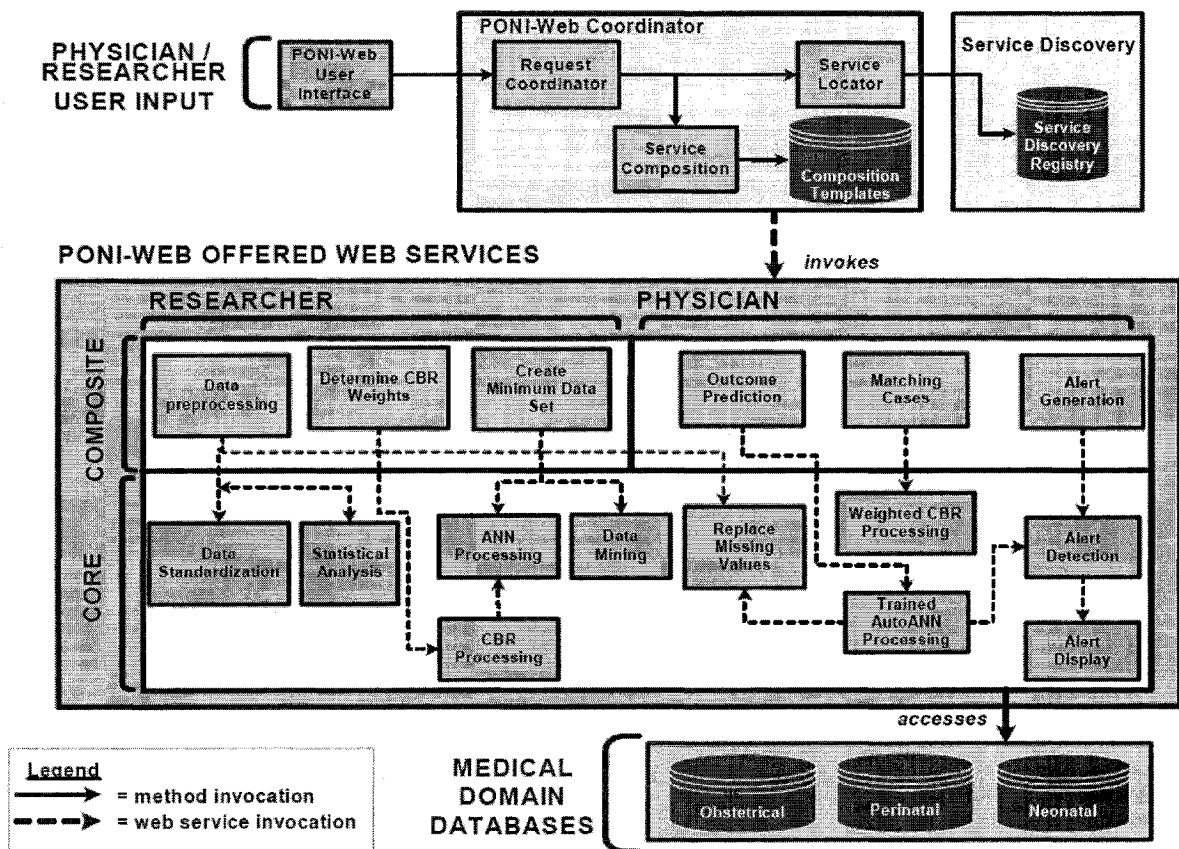 PHYSICIAN /
RESEARCHER
USER INPUT
PONI-Web
User
Interface
PONI-Web Coordinator
Request
Coordinator
Service
Locator
Service
Composition
Composition
Templates
Service Discovery
Service
Discovery
Registry
PONI-WEB OFFERED WEB SERVICES
invokes
RESEARCHER
PHYSICIAN
COMPOSITE
Data
preprocessing
Determine CBR
Weights
Create
Minimum Data
Set
Outcome
Prediction
Matching
Cases
Alert
Generation
CORE
Data
Standardization
Statistical
Analysis
ANN
Processing
Data
Mining
Replace
Missing
Values
Weighted CBR
Processing
Alert
Detection
CBR
Processing
Trained
AutoANN
Processing
Alert
Display
accesses
Legend
= method invocation
= web service invocation
MEDICAL
DOMAIN
DATABASES
Obstetrical
Perinatal
Neonatal